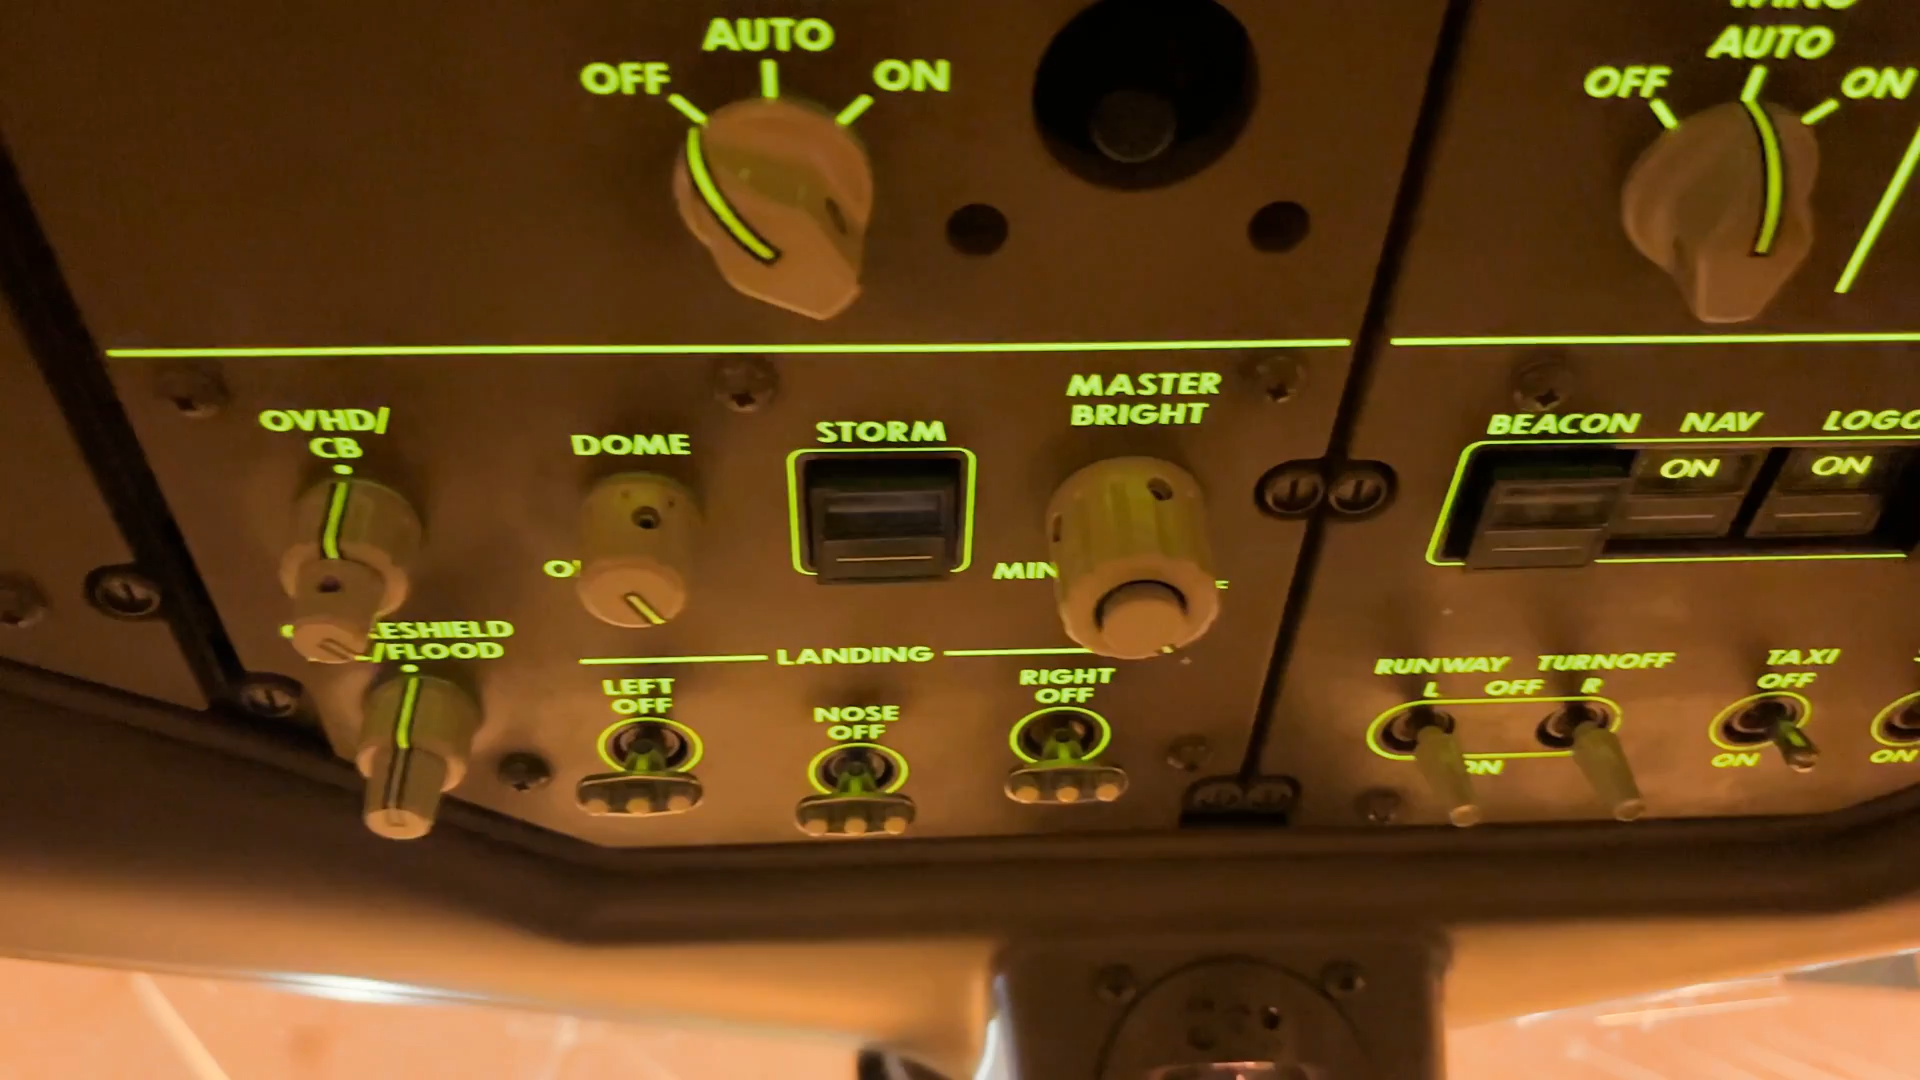 AUTO
OFF ON
AUTO
OFF ON
OVHD/
CB
DOME
STORM
MASTER
BRIGHT
BEACON NAV LOGO
ON ON
MIN
LANDING
LEFT
OFF
NOSE
OFF
RIGHT
OFF
/FLOOD
RUNWAY TURNOFF
L OFF R
ON
TAXI
OFF
ON
ON